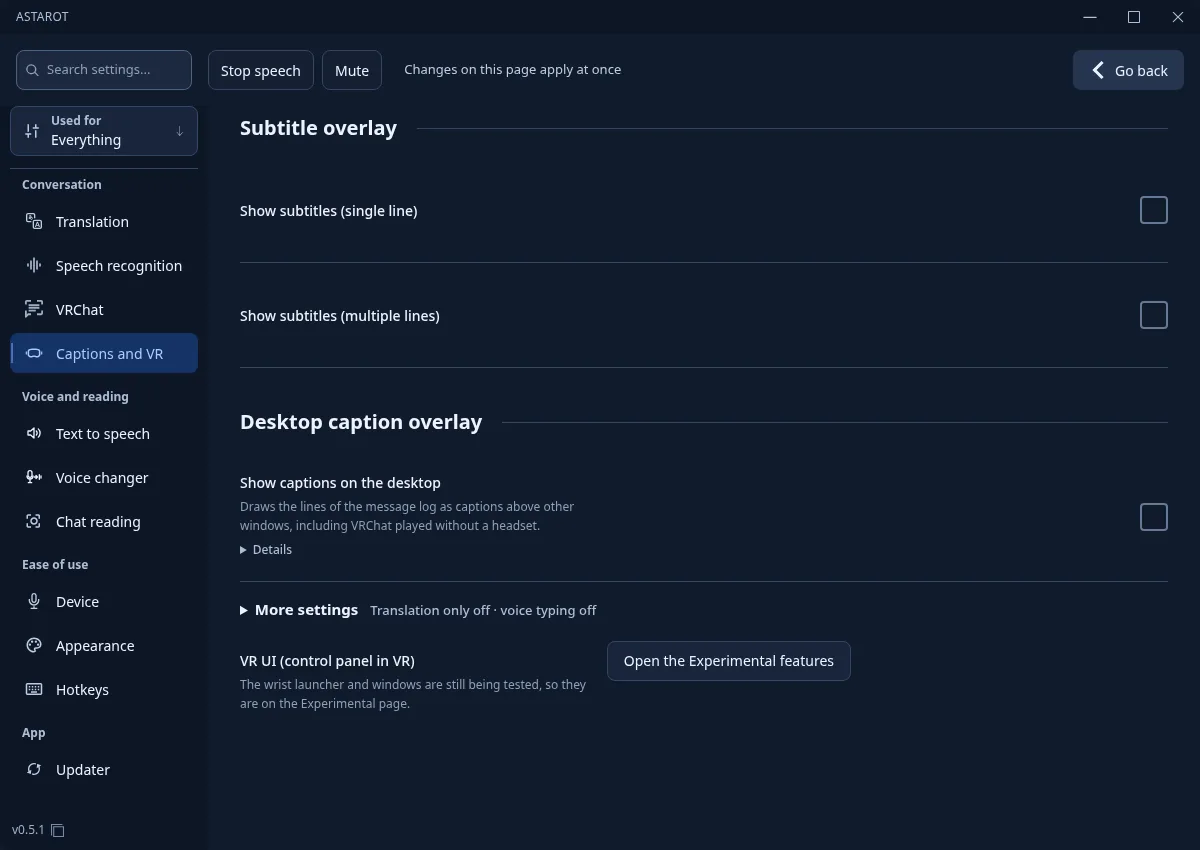 ASTAROT
Search settings...
Stop speech
Mute
Changes on this page apply at once
Go back
Used for
Everything
Conversation
Translation
Speech recognition
VRChat
Captions and VR
Voice and reading
Text to speech
Voice changer
Chat reading
Ease of use
Device
Appearance
Hotkeys
App
Updater
v0.5.1
Subtitle overlay
Show subtitles (single line)
Show subtitles (multiple lines)
Desktop caption overlay
Show captions on the desktop
Draws the lines of the message log as captions above other
windows, including VRChat played without a headset.
Details
More settings Translation only off · voice typing off
VR UI (control panel in VR)
The wrist launcher and windows are still being tested, so they
are on the Experimental page.
Open the Experimental features